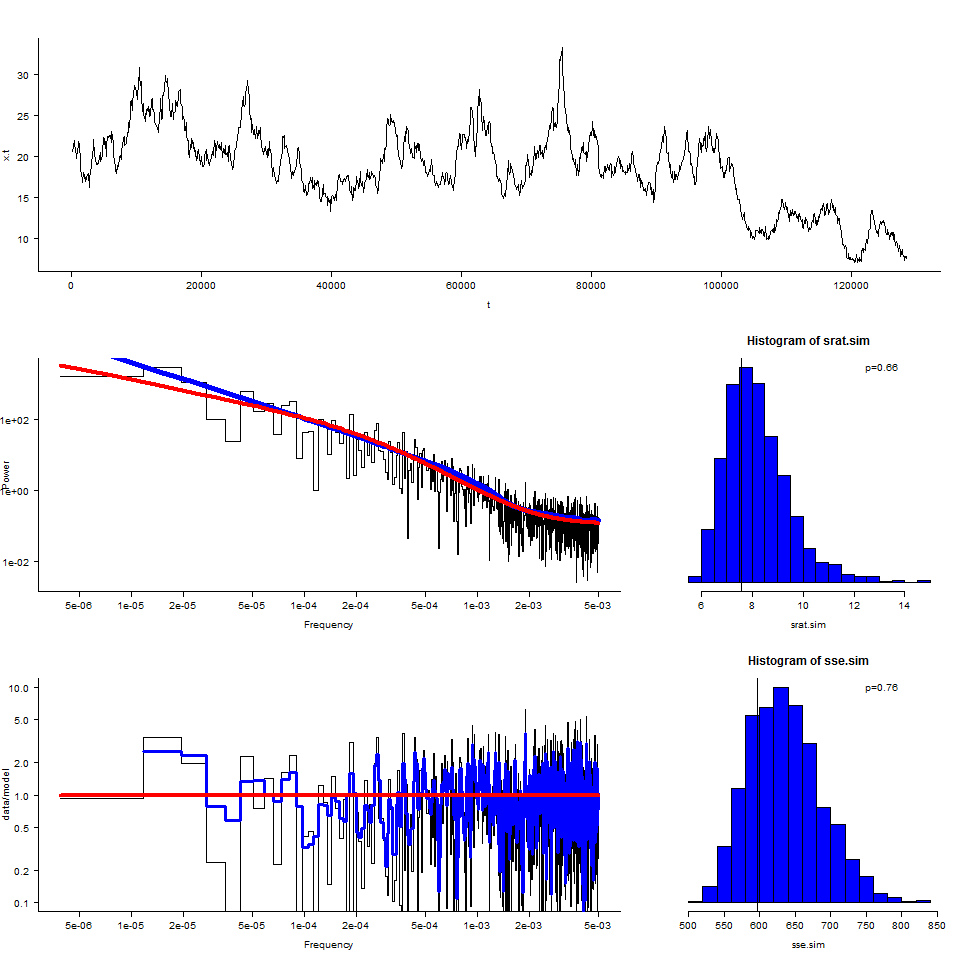 30
25
20
15
10
x.t
0 20000 40000 60000 80000 100000 120000
t
1e+02
1e+00
1e-02
Power
5e-06 1e-05 2e-05 5e-05 1e-04 2e-04 5e-04 1e-03 2e-03 5e-03
Frequency
Histogram of srat.sim
p=0.66
6 8 10 12 14
srat.sim
10.0
5.0
2.0
1.0
0.5
0.2
0.1
data/model
5e-06 1e-05 2e-05 5e-05 1e-04 2e-04 5e-04 1e-03 2e-03 5e-03
Frequency
Histogram of sse.sim
p=0.76
500 550 600 650 700 750 800 850
sse.sim